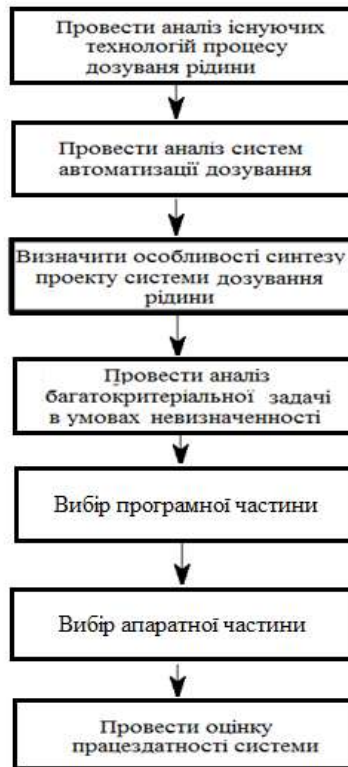 Провести аналіз існуючих
технологій процесу
дозуваня рідини
Провести аналіз систем
автоматизації дозування
Визначити особливості синтезу
проекту системи дозування
рідини
Провести аналіз
багатокритеріальної задачі
в умовах невизначенності
Вибір програмної частини
Вибір апаратної частини
Провести оцінку
працездатності системи